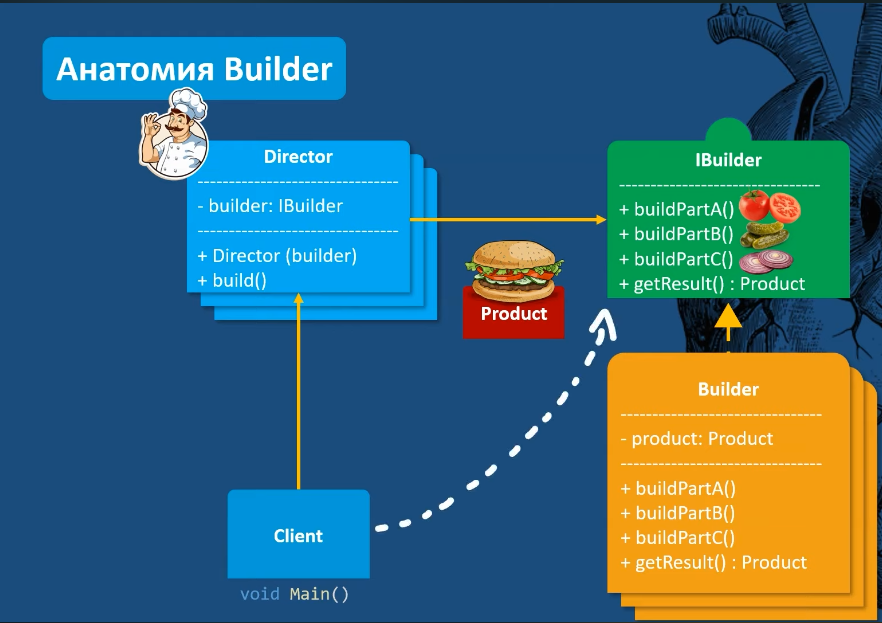 Анатомия Builder
Director
--------------------------------
- builder: IBuilder
--------------------------------
+ Director (builder)
+ build()
IBuilder
--------------------------------
+ buildPartA()
+ buildPartB()
+ buildPartC()
+ getResult() : Product
Product
Builder
--------------------------------
- product: Product
--------------------------------
+ buildPartA()
+ buildPartB()
+ buildPartC()
+ getResult() : Product
Client
void Main()